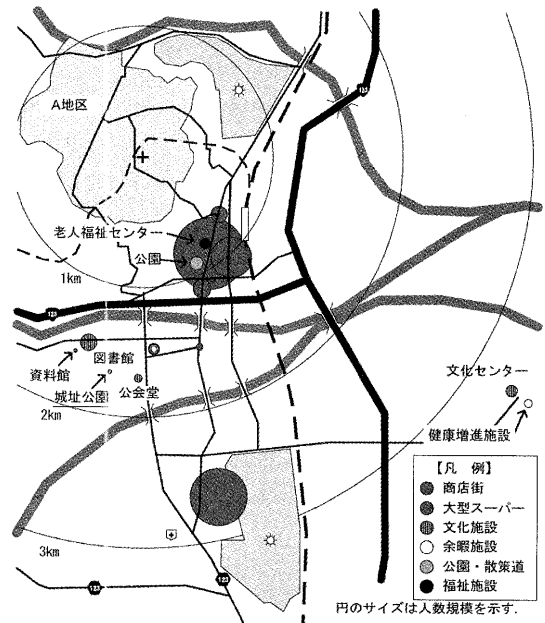 A地区
123
老人福祉センター
公園
1km
123
図書館
資料館
城址公園
公会堂
2km
文化センター
健康増進施設
【凡 例】
商店街
大型スーパー
文化施設
余暇施設
公園・散策道
福祉施設
3km
123
123
円のサイズは人数規模を示す.